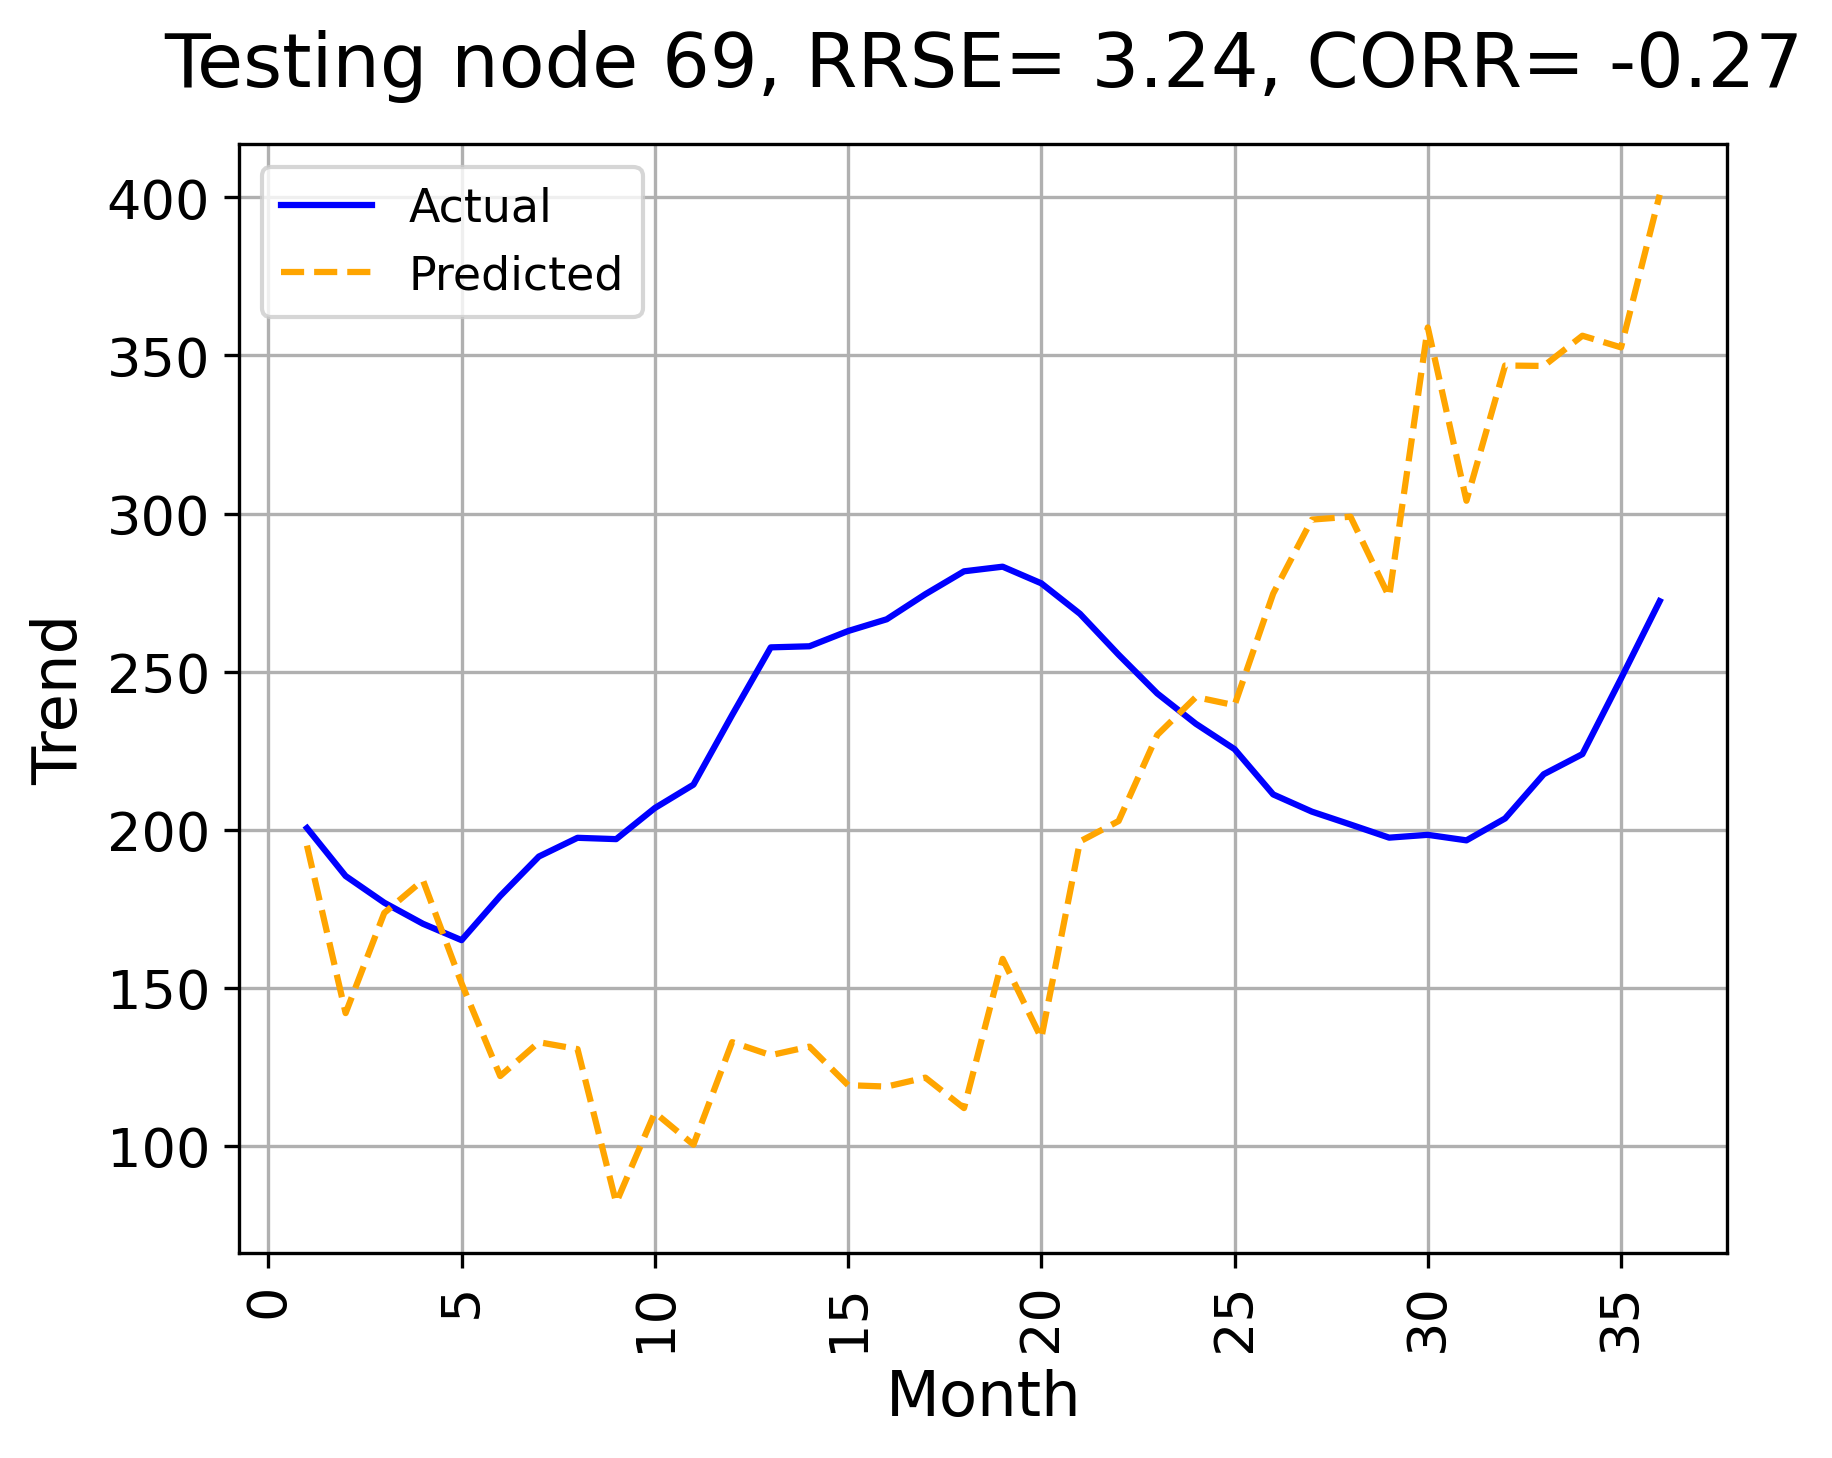 Testing node 69, RRSE= 3.24, CORR= -0.27
Actual
Predicted
400
350
300
250
200
150
100
Trend
0 5 10 15 20 25 30 35
Month